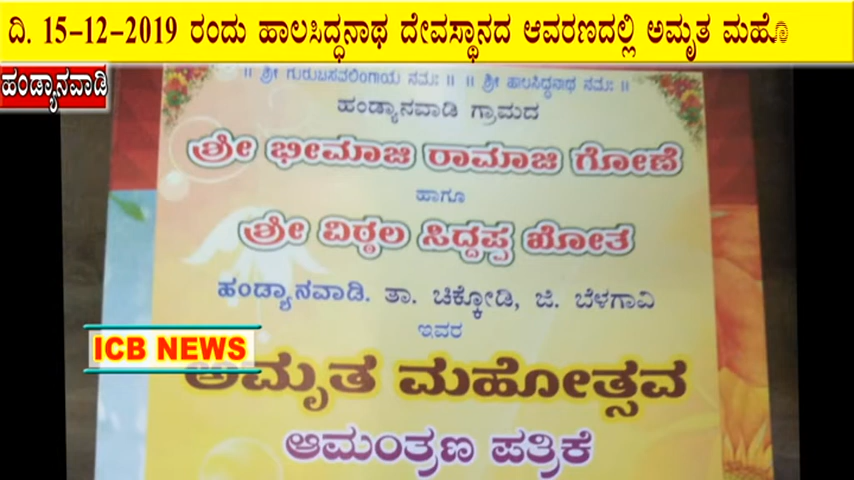 ದಿ. 15-12-2019 ರಂದು ಹಾಲಸಿದ್ಧನಾಥ ದೇವಸ್ಥಾನದ ಆವರಣದಲ್ಲಿ ಅಮೃತ ಮಹೊ
ಹಂಡ್ಯಾನವಾಡಿ
॥ ಶ್ರೀ ಗುರುಬಸವಲಿಂಗಾಯ ನಮಃ ॥ ॥ ಶ್ರೀ ಹಾಲಸಿದ್ಧನಾಥ ನಮಃ ॥
ಹಂಡ್ಯಾನವಾಡಿ ಗ್ರಾಮದ
ಶ್ರೀ ಭೀಮಾಜಿ ರಾಮಾಜಿ ಗೋಣಿ
ಹಾಗೂ
ಶ್ರೀ ವಿಠ್ಠಲ ಸಿದ್ದಪ್ಪ ಖೋತ
ಹಂಡ್ಯಾನವಾಡಿ. ತಾ. ಚಿಕ್ಕೋಡಿ, ಜಿ. ಬೆಳಗಾವಿ
ಇವರ
ICB NEWS
ಅಮೃತ ಮಹೋತ್ಸವ
ಆಮಂತ್ರಣ ಪತ್ರಿಕೆ